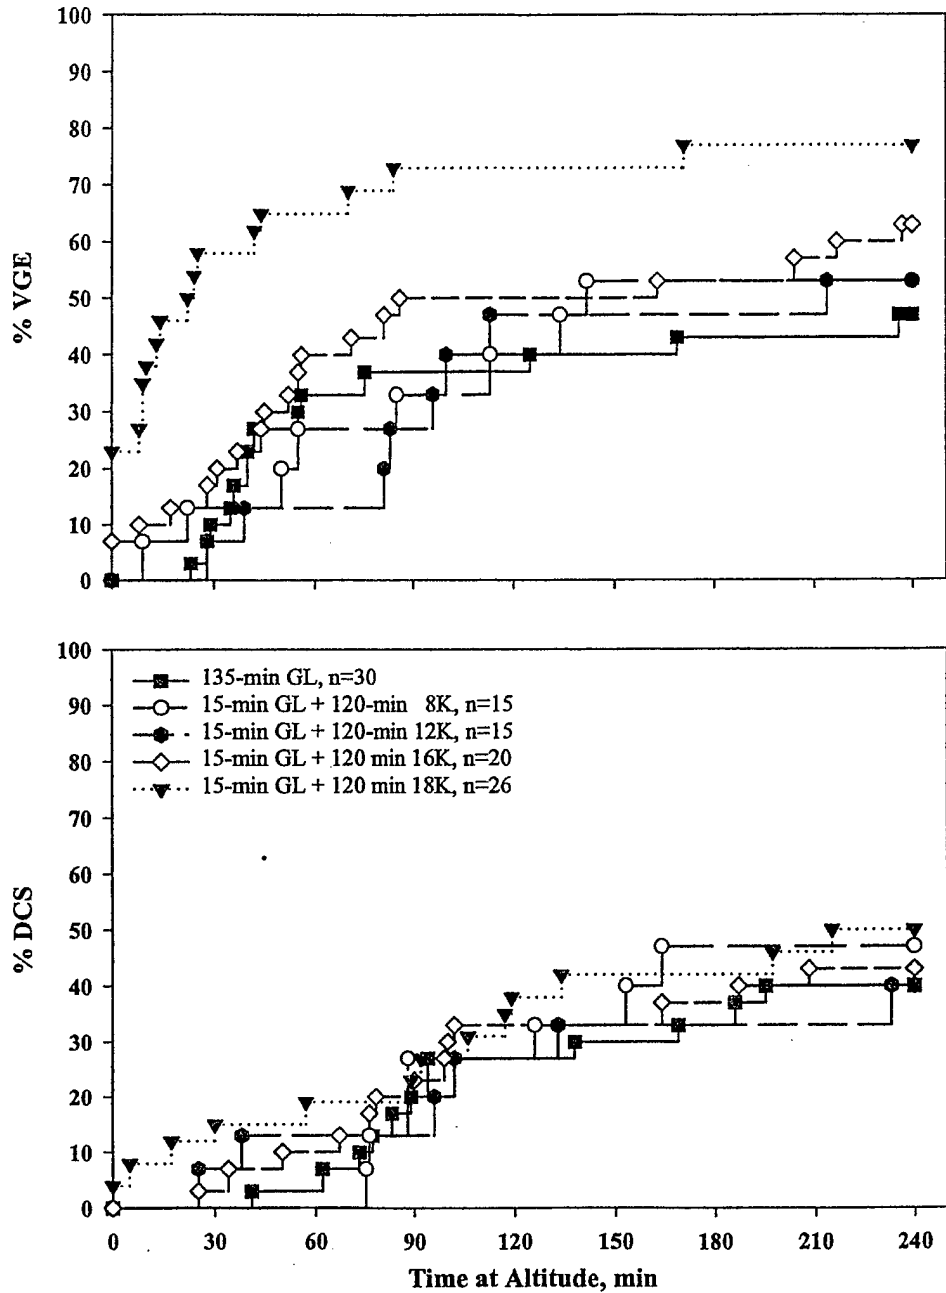 100
90
80
70
60
50
40
30
20
10
0
% VGE
100
90
80
70
60
50
40
30
20
10
0
% DCS
135-min GL, n=30
15-min GL + 120-min 8K, n=15
15-min GL + 120-min 12K, n=15
15-min GL + 120 min 16K, n=20
15-min GL + 120 min 18K, n=26
0 30 60 90 120 150 180 210 240
Time at Altitude, min